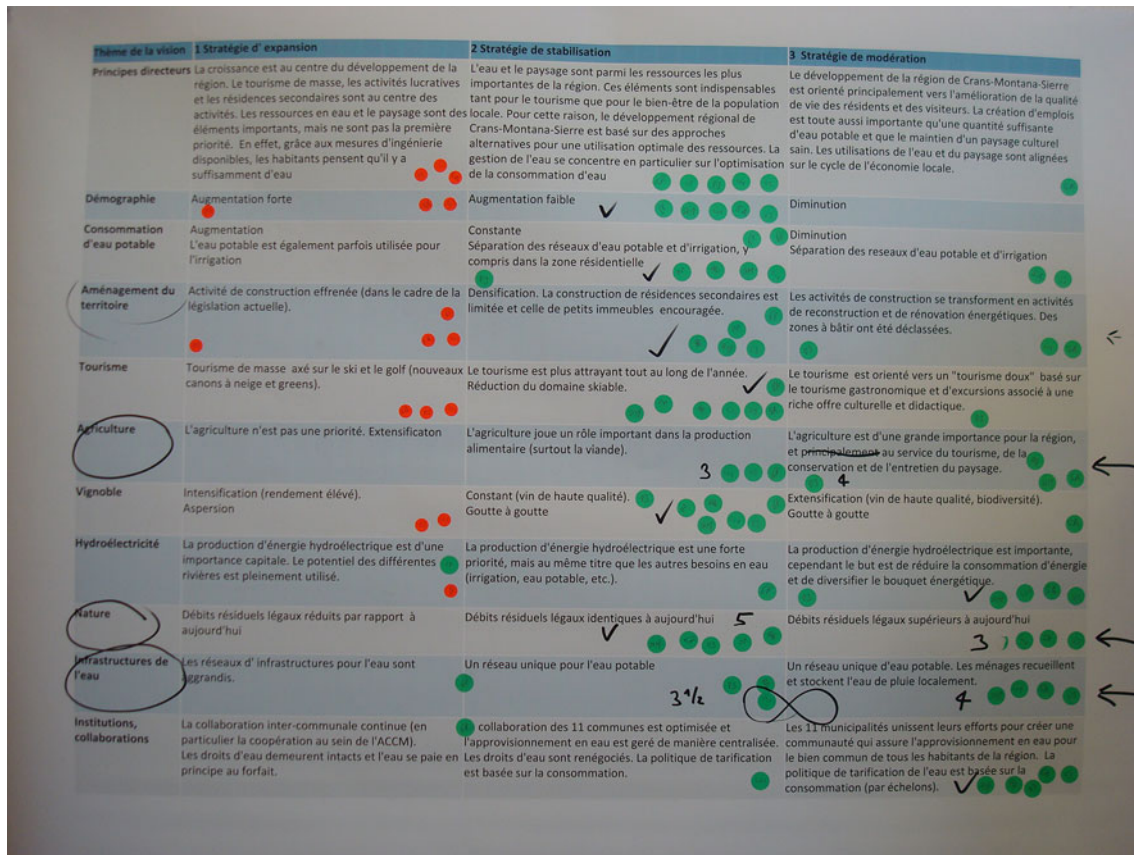 Thème de la vision 1 Stratégie d' expansion 2 Stratégie de stabilisation 3 Stratégie de modération
Principes directeurs
La croissance est au centre du développement de la
région. Le tourisme de masse, les activités lucratives
et les résidences secondaires sont au centre des
activités. Les ressources en eau et le paysage sont des
éléments importants, mais ne sont pas la première
priorité. En effet, grâce aux mesures d'ingénierie
disponibles, les habitants pensent qu'il y a
suffisamment d'eau
L'eau et le paysage sont parmi les ressources les plus
importantes de la région. Ces éléments sont indispensables
tant pour le tourisme que pour le bien-être de la population
locale. Pour cette raison, le développement régional de
Crans-Montana-Sierre est basé sur des approches
alternatives pour une utilisation optimale des ressources. La
gestion de l'eau se concentre en particulier sur l'optimisation
de la consommation d'eau
Le développement de la région de Crans-Montana-Sierre
est orienté principalement vers l'amélioration de la qualité
de vie des résidents et des visiteurs. La création d'emplois
est toute aussi importante qu'une quantité suffisante
d'eau potable et que le maintien d'un paysage culturel
sain. Les utilisations de l'eau et du paysage sont alignées
sur le cycle de l'économie locale.
Démographie
Augmentation forte
Augmentation faible
Diminution
Consommation
d'eau potable
Augmentation
L'eau potable est également parfois utilisée pour
l'irrigation
Constante
Séparation des réseaux d'eau potable et d'irrigation, y
compris dans la zone résidentielle
Diminution
Séparation des reseaux d'eau potable et d'irrigation
Aménagement du
territoire
Activité de construction effrenée (dans le cadre de la
législation actuelle).
Densification. La construction de résidences secondaires est
limitée et celle de petits immeubles encouragée.
Les activités de construction se transforment en activités
de reconstruction et de rénovation énergétiques. Des
zones à bâtir ont été déclassées.
Tourisme
Tourisme de masse axé sur le ski et le golf (nouveaux
canons à neige et greens).
Le tourisme est plus attrayant tout au long de l'année.
Réduction du domaine skiable.
Le tourisme est orienté vers un "tourisme doux" basé sur
le tourisme gastronomique et d'excursions associé à une
riche offre culturelle et didactique.
Agriculture
L'agriculture n'est pas une priorité. Extensificaton
L'agriculture joue un rôle important dans la production
alimentaire (surtout la viande).
3
L'agriculture est d'une grande importance pour la région,
et principalement au service du tourisme, de la
conservation et de l'entretien du paysage.
4
Vignoble
Intensification (rendement élévé).
Aspersion
Constant (vin de haute qualité).
Goutte à goutte
Extensification (vin de haute qualité, biodiversité).
Goutte à goutte
Hydroélectricité
La production d'énergie hydroélectrique est d'une
importance capitale. Le potentiel des différentes
rivières est pleinement utilisé.
La production d'énergie hydroélectrique est une forte
priorité, mais au même titre que les autres besoins en eau
(irrigation, eau potable, etc.).
La production d'énergie hydroélectrique est importante,
cependant le but est de réduire la consommation d'énergie
et de diversifier le bouquet énergétique.
Nature
Débits résiduels légaux réduits par rapport à
aujourd'hui
Débits résiduels légaux identiques à aujourd'hui 5
Débits résiduels légaux supérieurs à aujourd'hui
3
Infrastructures de
l'eau
Les réseaux d' infrastructures pour l'eau sont
aggrandis.
Un réseau unique pour l'eau potable
3 1/2
Un réseau unique d'eau potable. Les ménages recueillent
et stockent l'eau de pluie localement.
4
Institutions,
collaborations
La collaboration inter-communale continue (en
particulier la coopération au sein de l'ACCM).
Les droits d'eau demeurent intacts et l'eau se paie en
principe au forfait.
collaboration des 11 communes est optimisée et
l'approvisionnement en eau est geré de manière centralisée.
Les droits d'eau sont renégociés. La politique de tarification
est basée sur la consommation.
Les 11 municipalités unissent leurs efforts pour créer une
communauté qui assure l'approvisionnement en eau pour
le bien commun de tous les habitants de la région. La
politique de tarification de l'eau est basée sur la
consommation (par échelons).